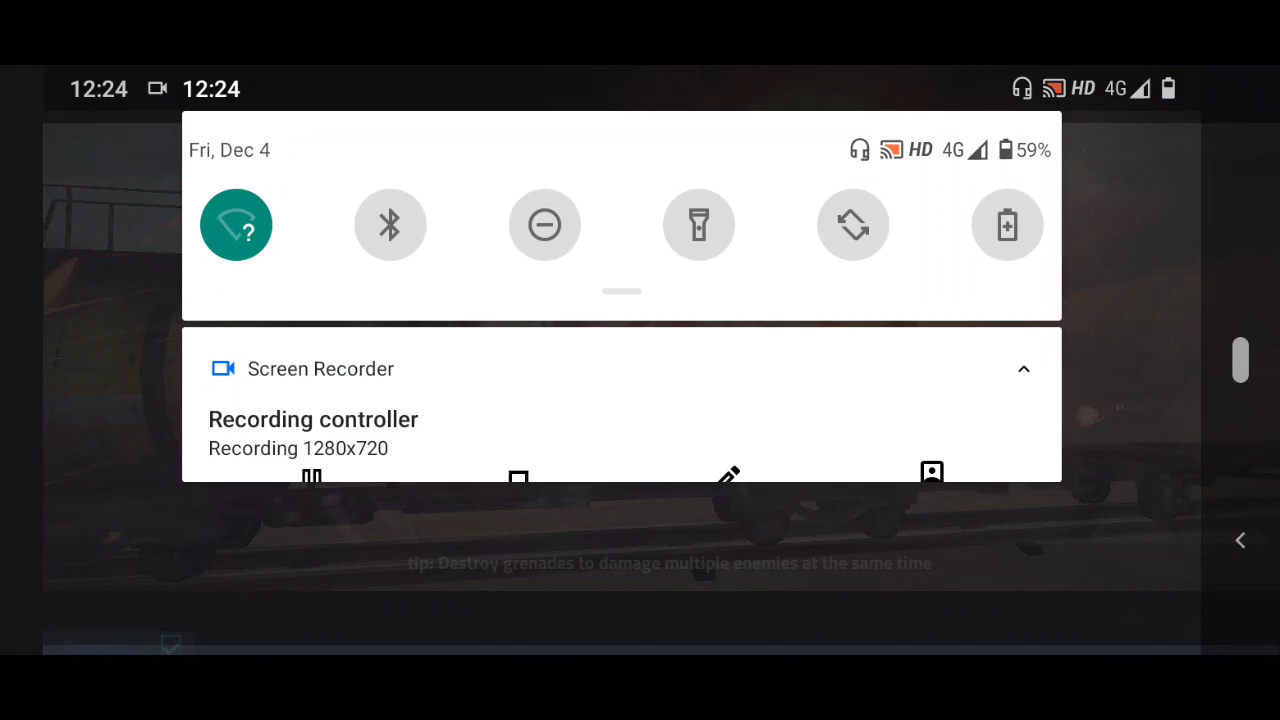 12:24 12:24 HD 4G
Fri, Dec 4 HD 4G 59%
?
Screen Recorder
Recording controller
Recording 1280x720
tip: Destroy grenades to damage multiple enemies at the same time